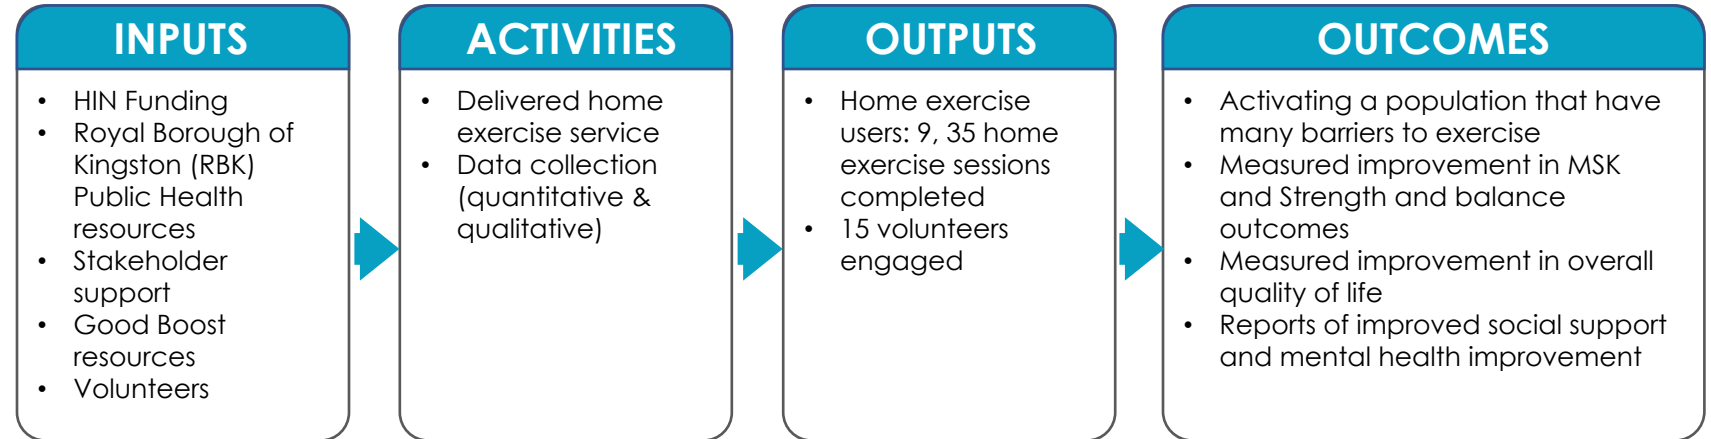 INPUTS
• HIN Funding
• Royal Borough of
Kingston (RBK)
Public Health
resources
• Stakeholder
support
• Good Boost
resources
• Volunteers
ACTIVITIES
• Delivered home
exercise service
• Data collection
(quantitative &
qualitative)
OUTPUTS
• Home exercise
users: 9, 35 home
exercise sessions
completed
• 15 volunteers
engaged
OUTCOMES
• Activating a population that have
many barriers to exercise
• Measured improvement in MSK
and Strength and balance
outcomes
• Measured improvement in overall
quality of life
• Reports of improved social support
and mental health improvement